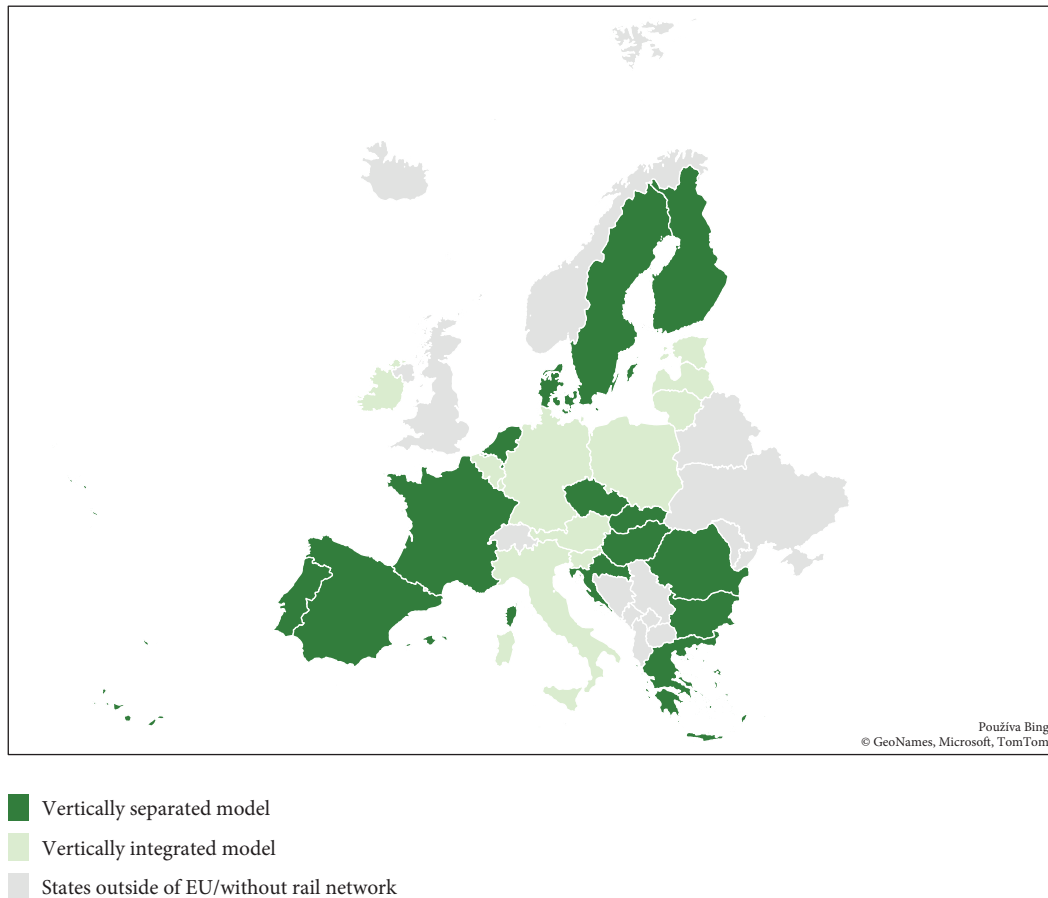 Používa Bing
© GeoNames, Microsoft, TomTom
Vertically separated model
Vertically integrated model
States outside of EU/without rail network